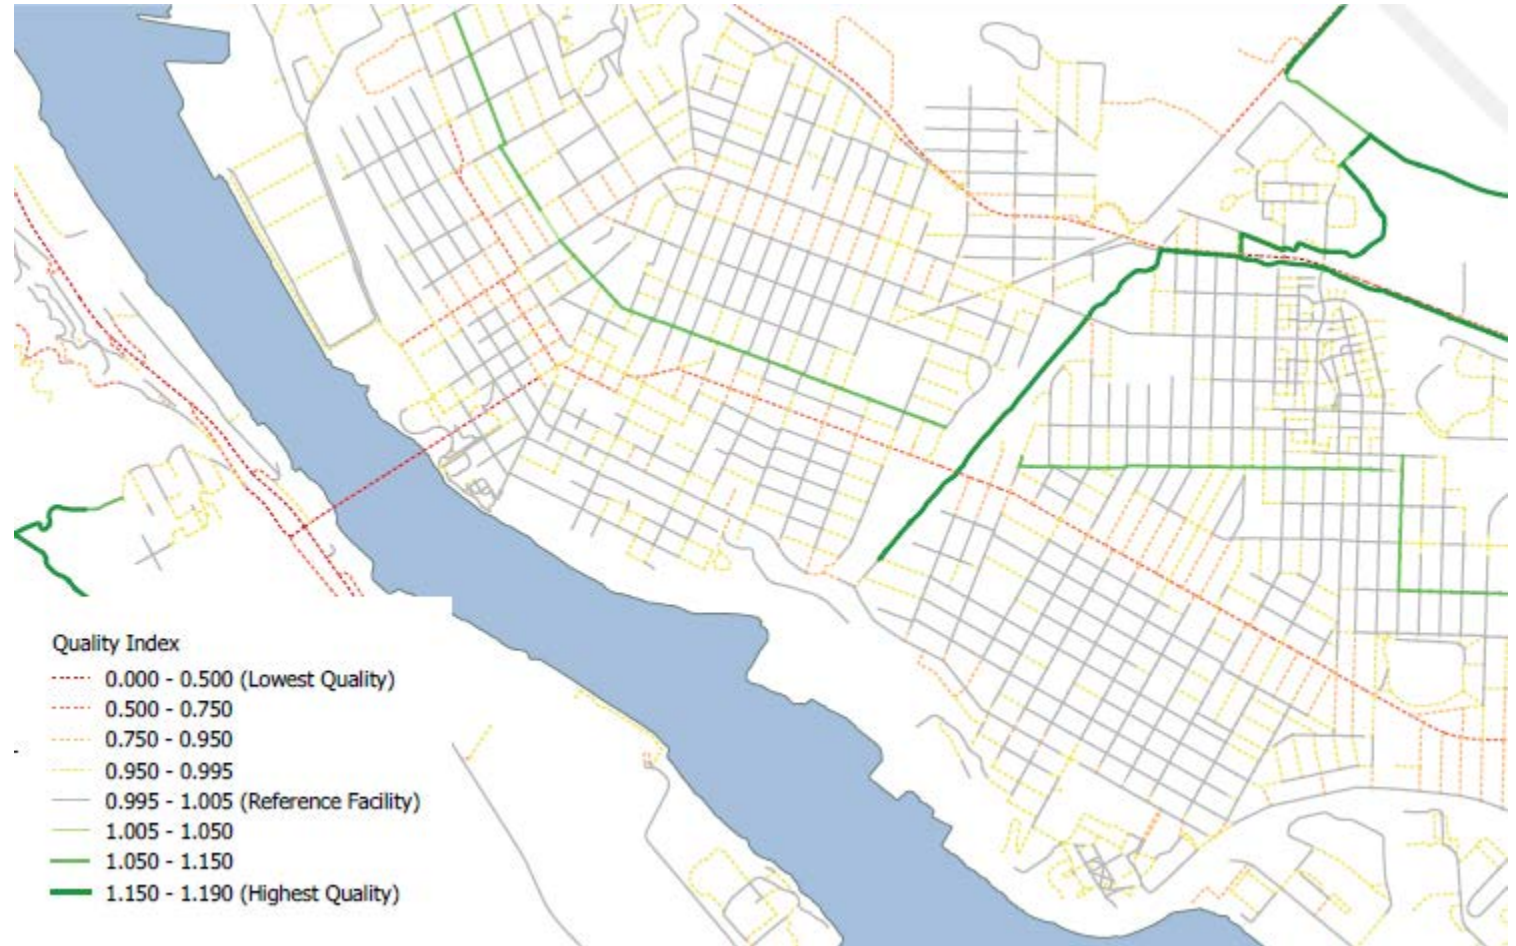 Quality Index
0.000 - 0.500 (Lowest Quality)
0.500 - 0.750
0.750 - 0.950
0.950 - 0.995
0.995 - 1.005 (Reference Facility)
1.005 - 1.050
1.050 - 1.150
1.150 - 1.190 (Highest Quality)